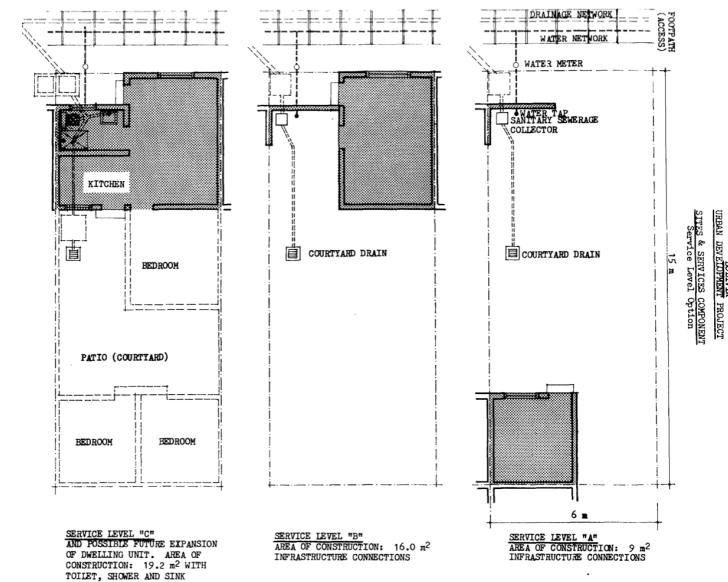 DRAINAGE NETWORK
WATER NETWORK
FOOTPATH
(ACCESS)
WATER METER
WATER TAP
SANITARY SEWERAGE
COLLECTOR
KITCHEN
BEDROOM
COURTYARD DRAIN
COURTYARD DRAIN
PATIO (COURTYARD)
BEDROOM
BEDROOM
15 m
6 m
URBAN DEVELOPMENT PROJECT
SITES & SERVICES COMPONENT
Service Level Option
SERVICE LEVEL "C"
AND POSSIBLE FUTURE EXPANSION
OF DWELLING UNIT. AREA OF
CONSTRUCTION: 19.2 m² WITH
TOILET, SHOWER AND SINK
SERVICE LEVEL "B"
AREA OF CONSTRUCTION: 16.0 m²
INFRASTRUCTURE CONNECTIONS
SERVICE LEVEL "A"
AREA OF CONSTRUCTION: 9 m²
INFRASTRUCTURE CONNECTIONS